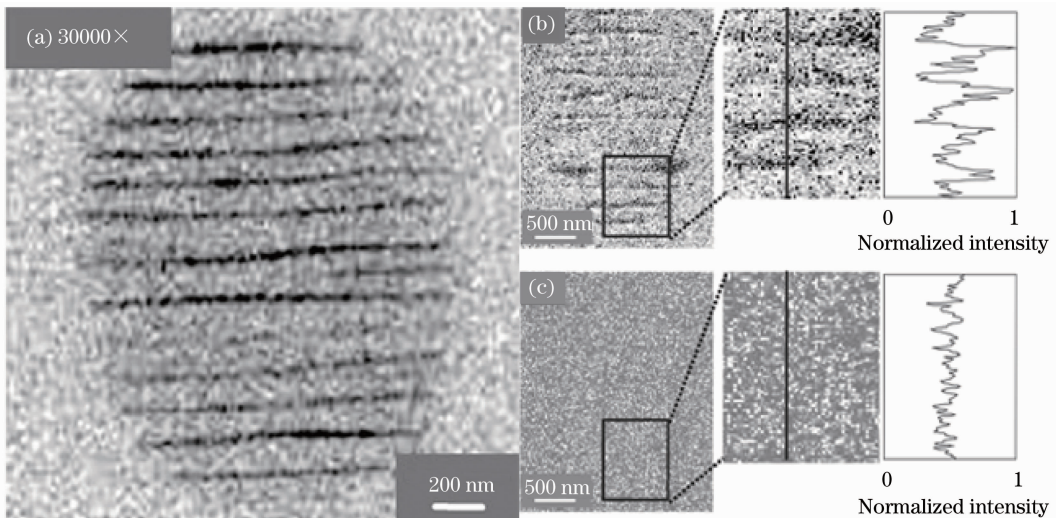 (a) 30000×
200 nm
(b)
500 nm
0 1
Normalized intensity
(c)
500 nm
0 1
Normalized intensity